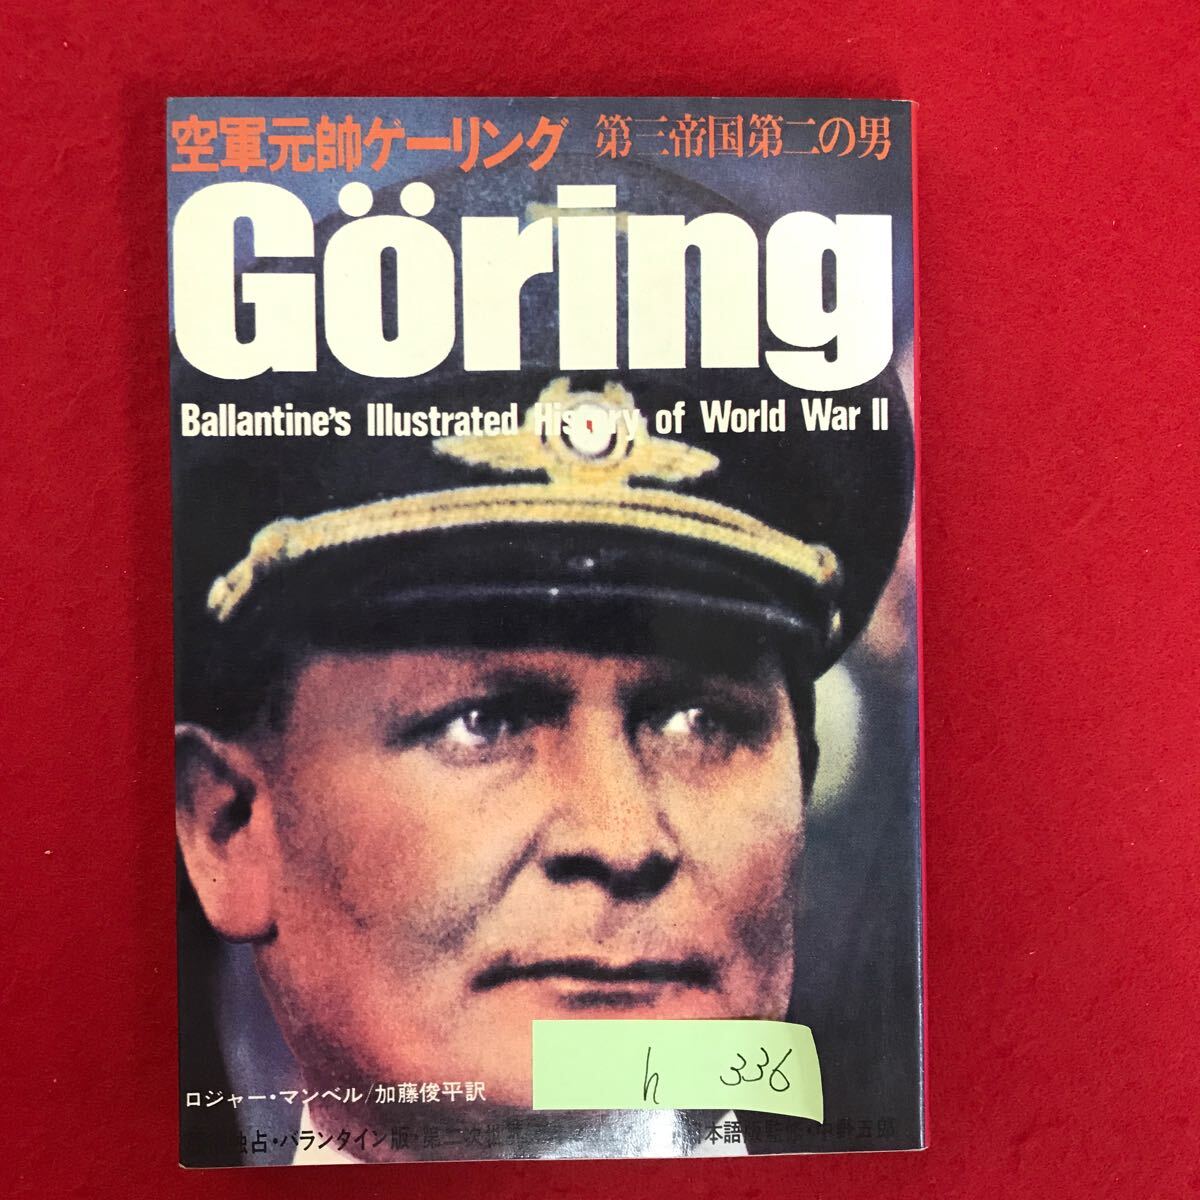 空軍元帥ゲーリング 第三帝国第二の男
Göring
Ballantine's Illustrated History of World War II
h 336
ロジャー・マンベル/加藤俊平訳
独占・バランタイン版・第二次世 日本語版監修・中野五郎